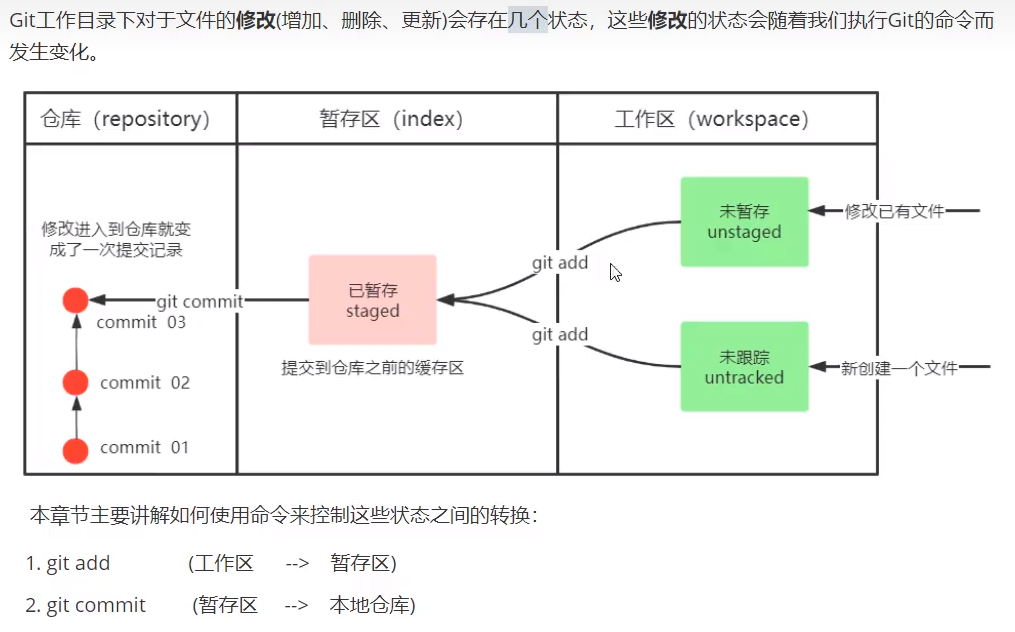 Git工作目录下对于文件的修改(增加、删除、更新)会存在几个状态，这些修改的状态会随着我们执行Git的命令而
发生变化。
仓库（repository）
暂存区（index）
工作区（workspace）
修改进入到仓库就变
成了一次提交记录
git commit
commit 03
commit 02
commit 01
已暂存
staged
提交到仓库之前的缓存区
git add
git add
未暂存
unstaged
修改已有文件
未跟踪
untracked
新创建一个文件
本章节主要讲解如何使用命令来控制这些状态之间的转换：
1. git add (工作区 --> 暂存区)
2. git commit (暂存区 --> 本地仓库)